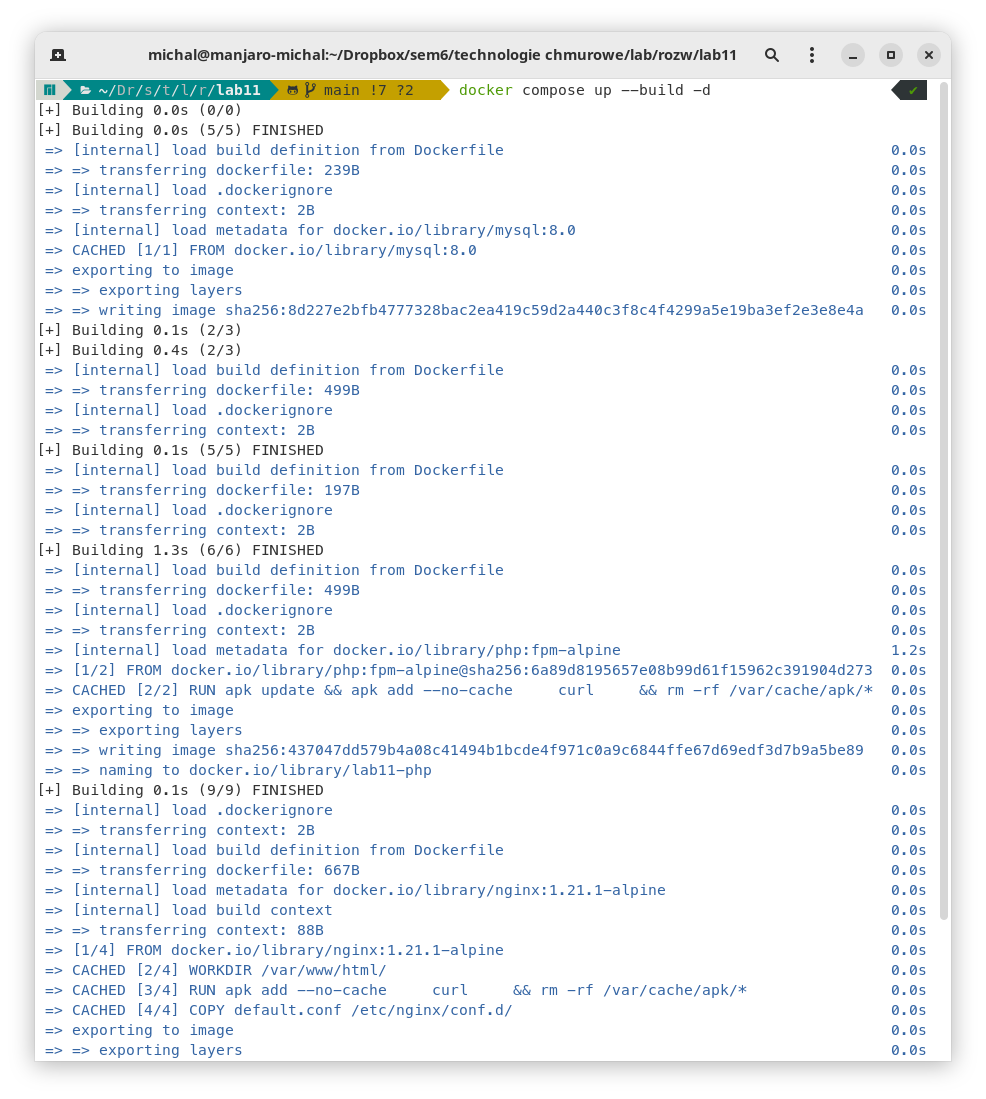 michal@manjaro-michal:~/Dropbox/sem6/technologie chmurowe/lab/rozw/lab11
~/Dr/s/t/l/r/lab11 main !7 ?2 docker compose up --build -d ✔
[+] Building 0.0s (0/0)
[+] Building 0.0s (5/5) FINISHED
=> [internal] load build definition from Dockerfile 0.0s
=> => transferring dockerfile: 239B 0.0s
=> [internal] load .dockerignore 0.0s
=> => transferring context: 2B 0.0s
=> [internal] load metadata for docker.io/library/mysql:8.0 0.0s
=> CACHED [1/1] FROM docker.io/library/mysql:8.0 0.0s
=> exporting to image 0.0s
=> => exporting layers 0.0s
=> => writing image sha256:8d227e2bfb4777328bac2ea419c59d2a440c3f8c4f4299a5e19ba3ef2e3e8e4a 0.0s
[+] Building 0.1s (2/3)
[+] Building 0.4s (2/3)
=> [internal] load build definition from Dockerfile 0.0s
=> => transferring dockerfile: 499B 0.0s
=> [internal] load .dockerignore 0.0s
=> => transferring context: 2B 0.0s
[+] Building 0.1s (5/5) FINISHED
=> [internal] load build definition from Dockerfile 0.0s
=> => transferring dockerfile: 197B 0.0s
=> [internal] load .dockerignore 0.0s
=> => transferring context: 2B 0.0s
[+] Building 1.3s (6/6) FINISHED
=> [internal] load build definition from Dockerfile 0.0s
=> => transferring dockerfile: 499B 0.0s
=> [internal] load .dockerignore 0.0s
=> => transferring context: 2B 0.0s
=> [internal] load metadata for docker.io/library/php:fpm-alpine 1.2s
=> [1/2] FROM docker.io/library/php:fpm-alpine@sha256:6a89d8195657e08b99d61f15962c391904d273 0.0s
=> CACHED [2/2] RUN apk update && apk add --no-cache     curl     && rm -rf /var/cache/apk/* 0.0s
=> exporting to image 0.0s
=> => exporting layers 0.0s
=> => writing image sha256:437047dd579b4a08c41494b1bcde4f971c0a9c6844ffe67d69edf3d7b9a5be89 0.0s
=> => naming to docker.io/library/lab11-php 0.0s
[+] Building 0.1s (9/9) FINISHED
=> [internal] load .dockerignore 0.0s
=> => transferring context: 2B 0.0s
=> [internal] load build definition from Dockerfile 0.0s
=> => transferring dockerfile: 667B 0.0s
=> [internal] load metadata for docker.io/library/nginx:1.21.1-alpine 0.0s
=> [internal] load build context 0.0s
=> => transferring context: 88B 0.0s
=> [1/4] FROM docker.io/library/nginx:1.21.1-alpine 0.0s
=> CACHED [2/4] WORKDIR /var/www/html/ 0.0s
=> CACHED [3/4] RUN apk add --no-cache     curl     && rm -rf /var/cache/apk/* 0.0s
=> CACHED [4/4] COPY default.conf /etc/nginx/conf.d/ 0.0s
=> exporting to image 0.0s
=> => exporting layers 0.0s